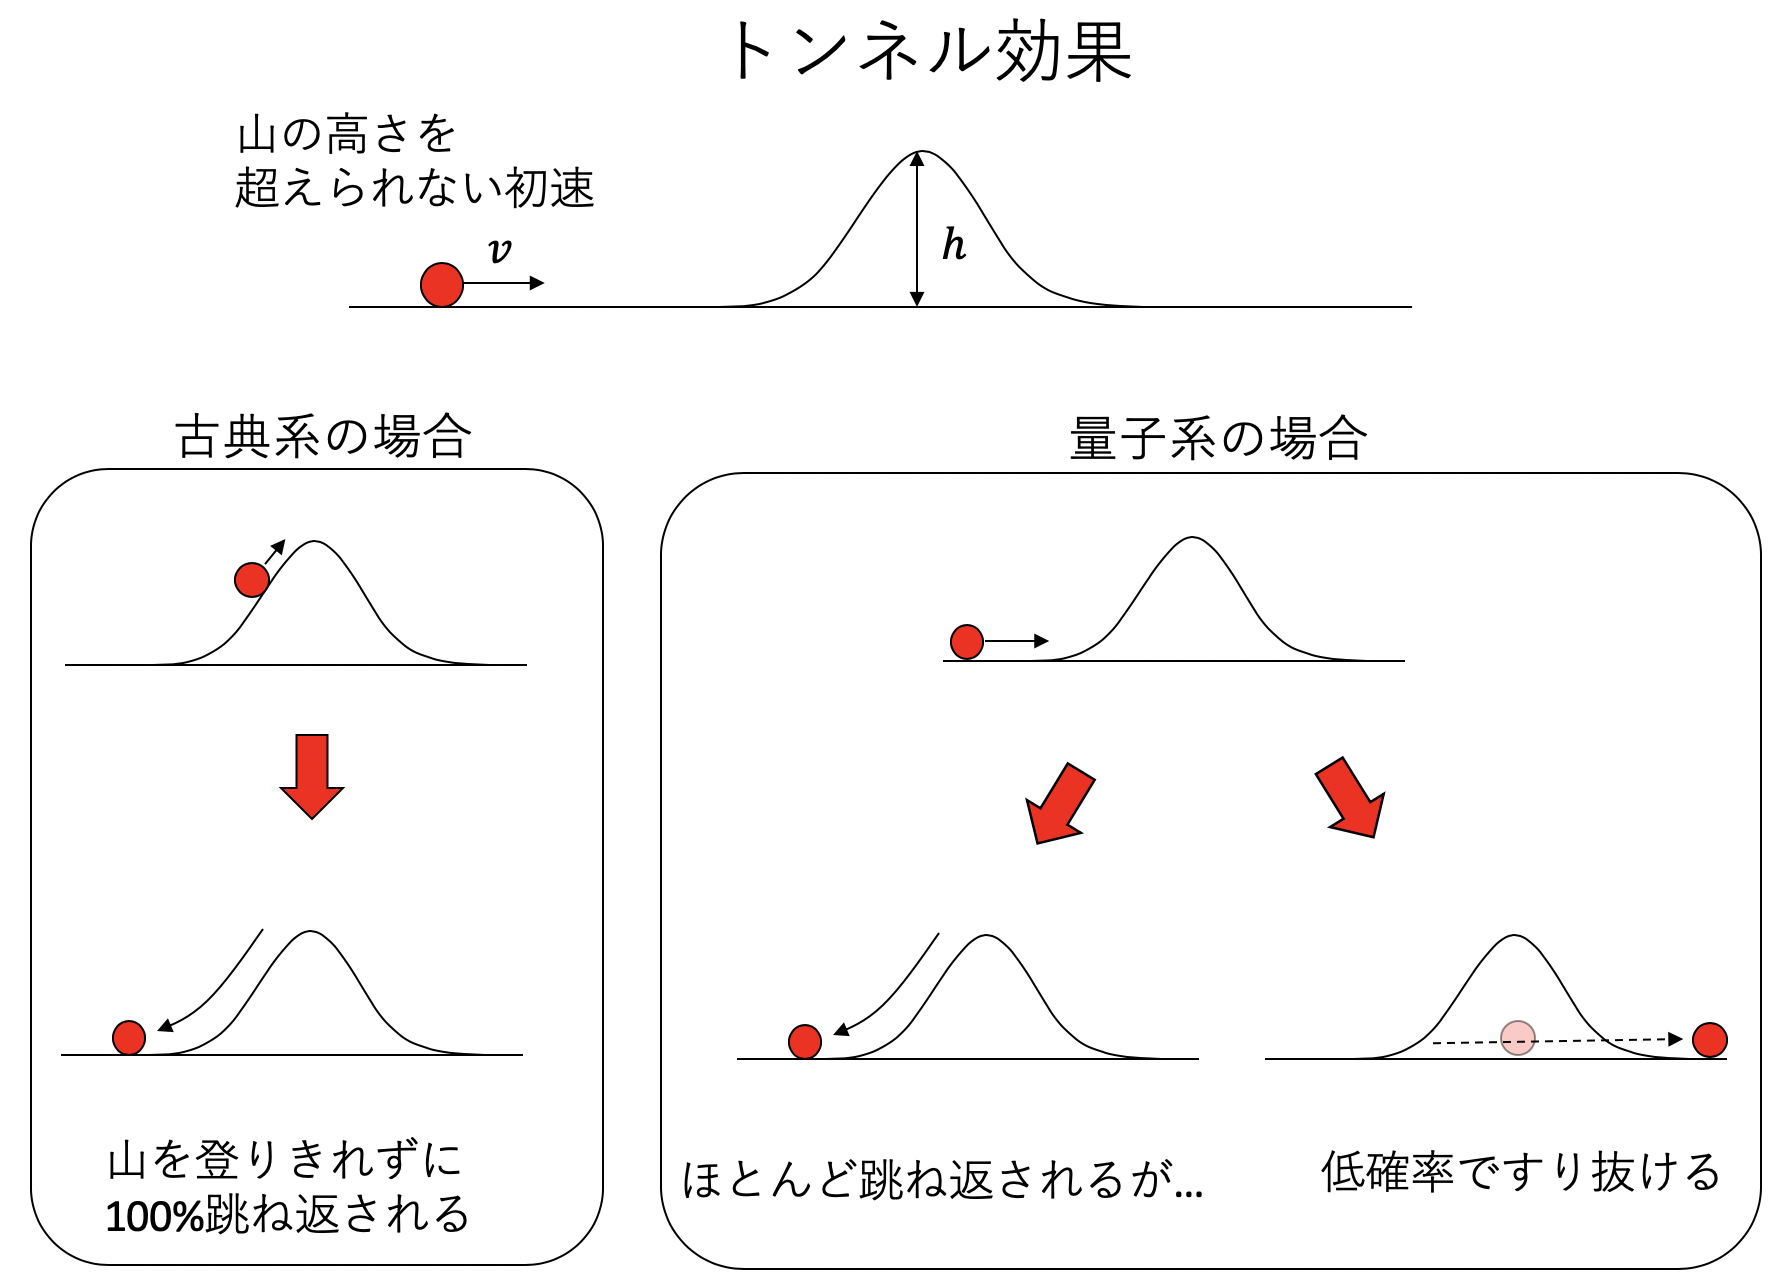 トンネル効果
山の高さを
超えられない初速
v
h
古典系の場合
量子系の場合
山を登りきれずに
100%跳ね返される
ほとんど跳ね返されるが...
低確率ですり抜ける